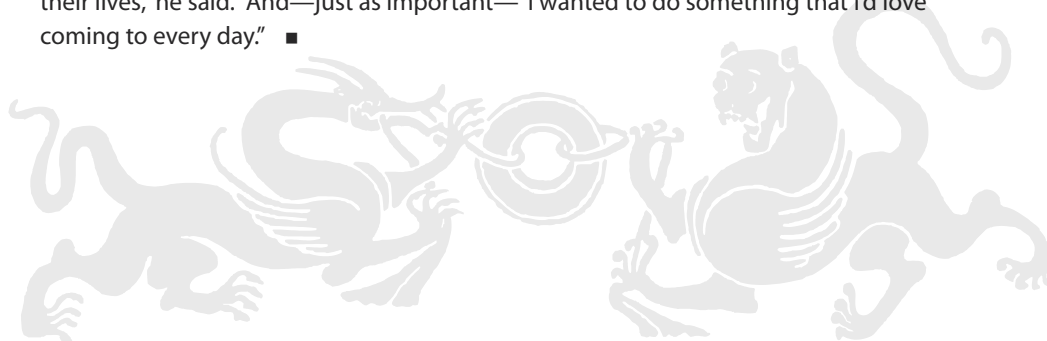 their lives,” he said. “And—just as important— “I wanted to do something that I’d love
coming to every day.” ■